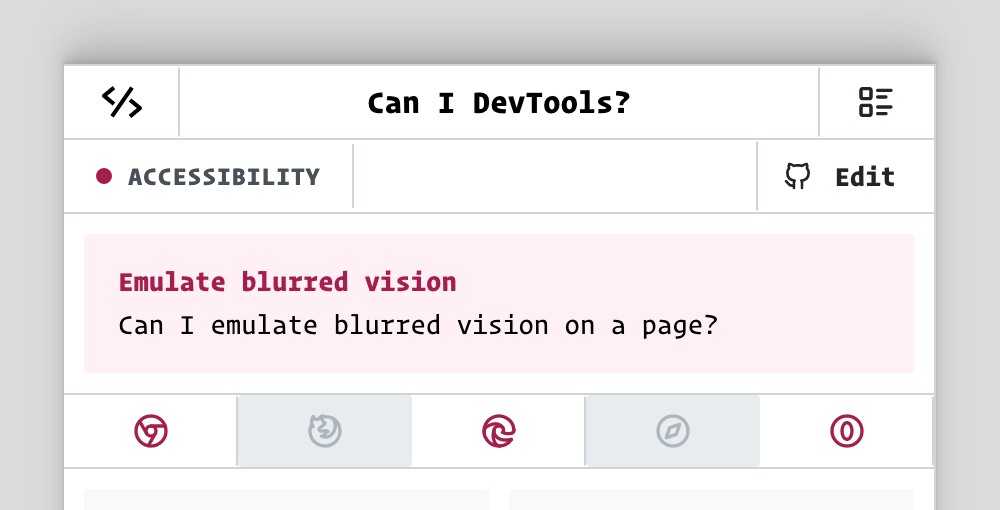 Can I DevTools?
ACCESSIBILITY
Edit
Emulate blurred vision
Can I emulate blurred vision on a page?